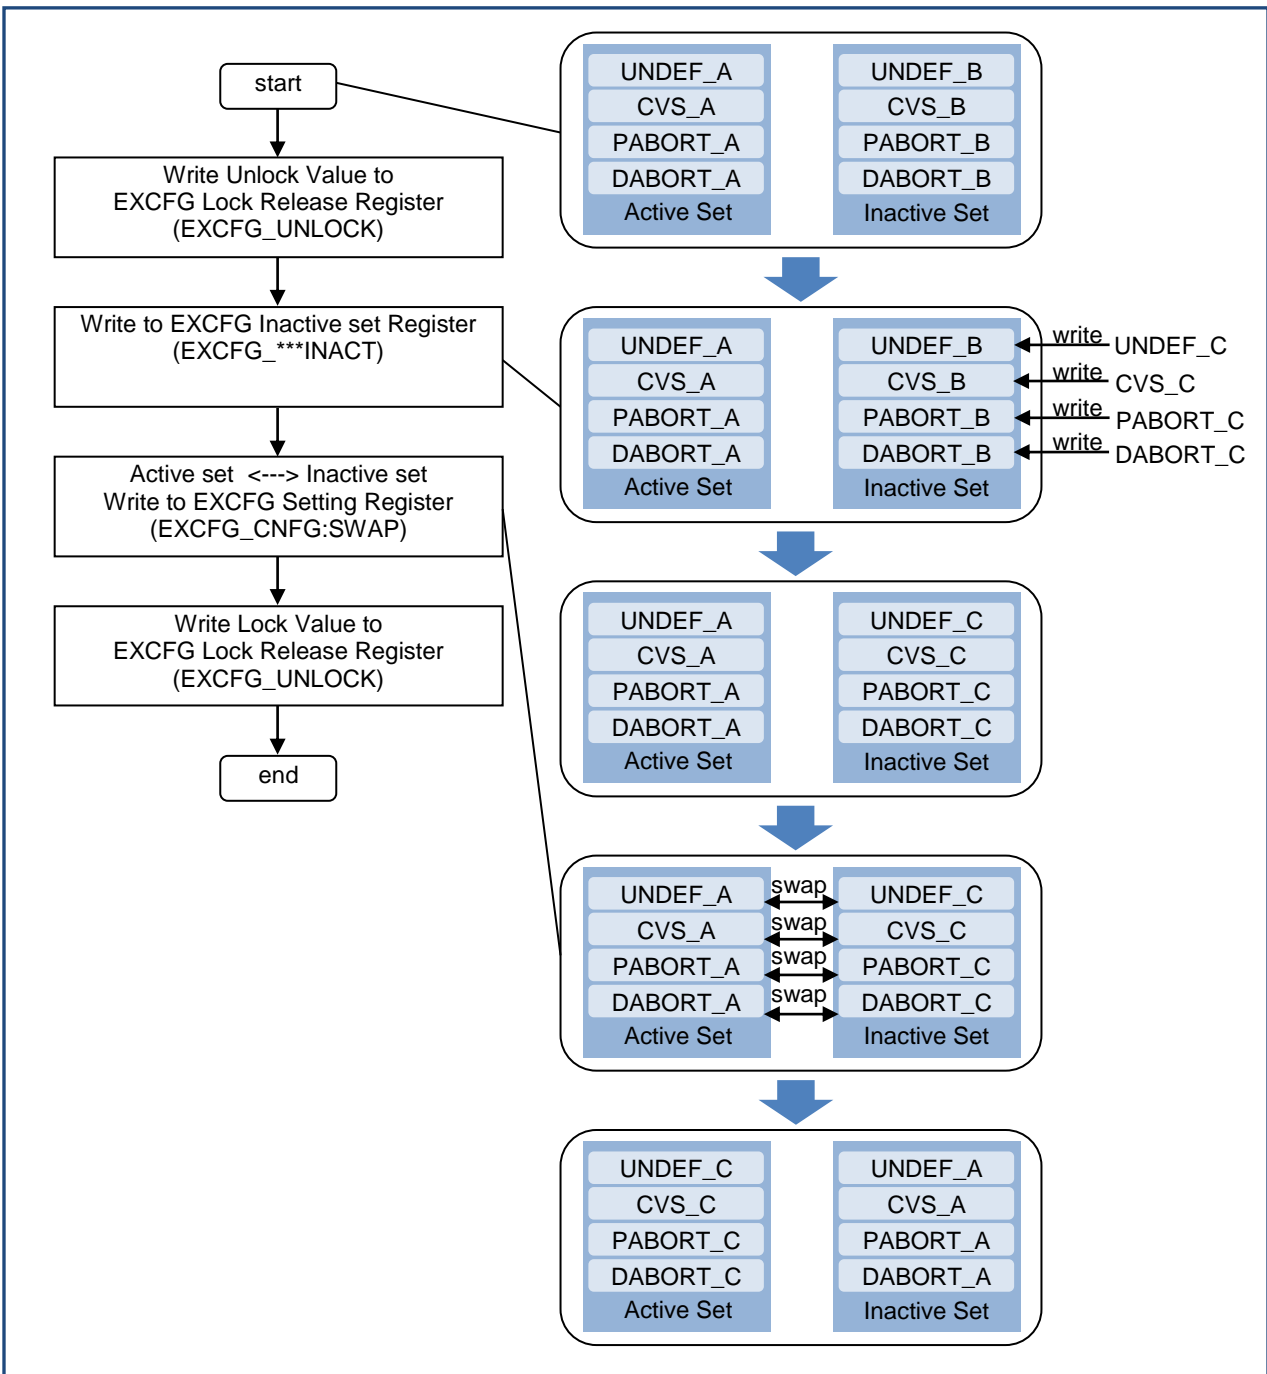 start
Write Unlock Value to
EXCFG Lock Release Register
(EXCFG_UNLOCK)
Write to EXCFG Inactive set Register
(EXCFG_***INACT)
Active set <---> Inactive set
Write to EXCFG Setting Register
(EXCFG_CNFG:SWAP)
Write Lock Value to
EXCFG Lock Release Register
(EXCFG_UNLOCK)
end
UNDEF_A
CVS_A
PABORT_A
DABORT_A
Active Set
UNDEF_B
CVS_B
PABORT_B
DABORT_B
Inactive Set
UNDEF_A
CVS_A
PABORT_A
DABORT_A
Active Set
UNDEF_B
CVS_B
PABORT_B
DABORT_B
Inactive Set
write UNDEF_C
write CVS_C
write PABORT_C
write DABORT_C
UNDEF_A
CVS_A
PABORT_A
DABORT_A
Active Set
UNDEF_C
CVS_C
PABORT_C
DABORT_C
Inactive Set
UNDEF_A
CVS_A
PABORT_A
DABORT_A
Active Set
swap
swap
swap
swap
UNDEF_C
CVS_C
PABORT_C
DABORT_C
Inactive Set
UNDEF_C
CVS_C
PABORT_C
DABORT_C
Active Set
UNDEF_A
CVS_A
PABORT_A
DABORT_A
Inactive Set